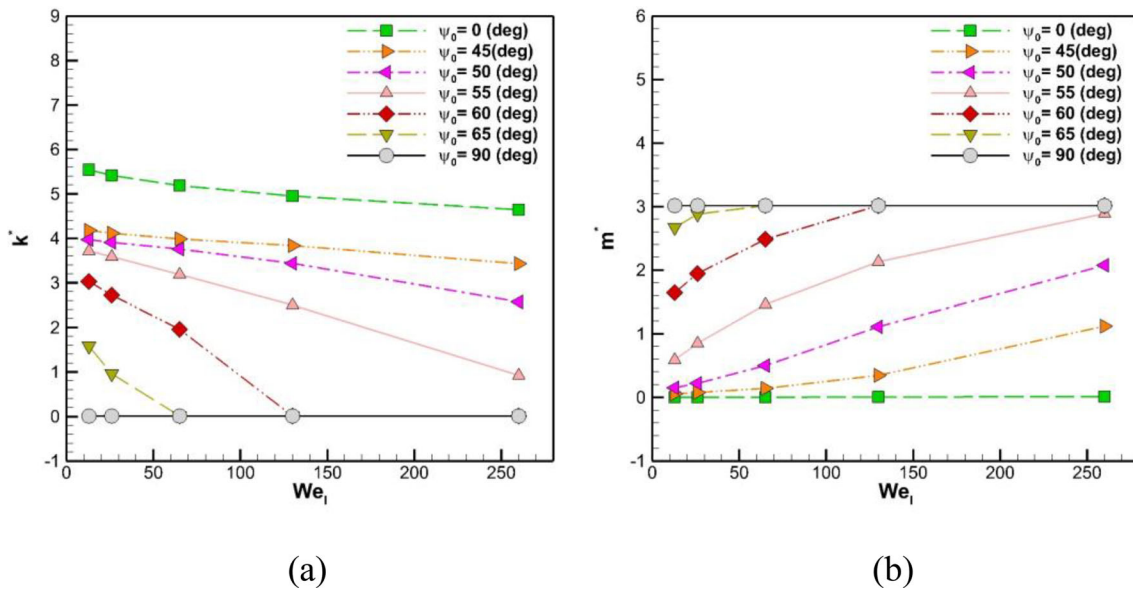 9
8
7
6
5
4
3
2
1
0
-1
k*
0
50
100
150
200
250
We_l
ψ₀= 0 (deg)
ψ₀= 45(deg)
ψ₀= 50 (deg)
ψ₀= 55 (deg)
ψ₀= 60 (deg)
ψ₀= 65 (deg)
ψ₀= 90 (deg)
(a)
6
5
4
3
2
1
0
-1
m*
0
50
100
150
200
250
We_l
ψ₀= 0 (deg)
ψ₀= 45(deg)
ψ₀= 50 (deg)
ψ₀= 55 (deg)
ψ₀= 60 (deg)
ψ₀= 65 (deg)
ψ₀= 90 (deg)
(b)